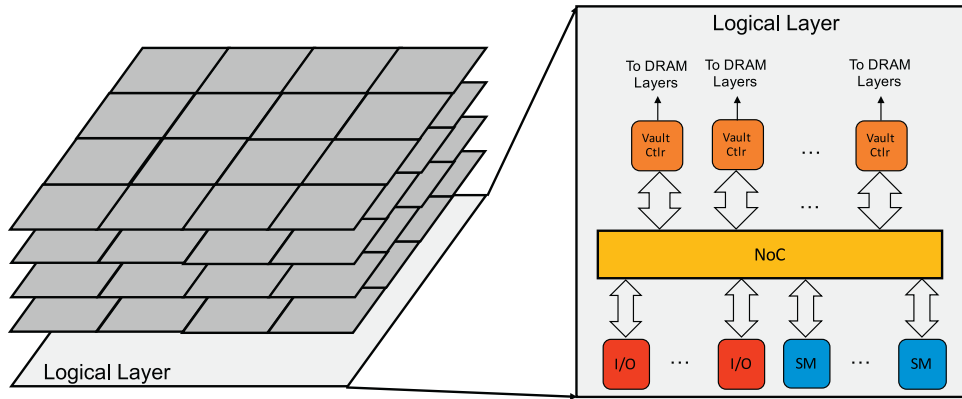 Logical Layer
To DRAM
Layers
To DRAM
Layers
To DRAM
Layers
Vault
Ctlr
Vault
Ctlr
...
Vault
Ctlr
...
NoC
I/O
...
I/O
SM
...
SM
Logical Layer